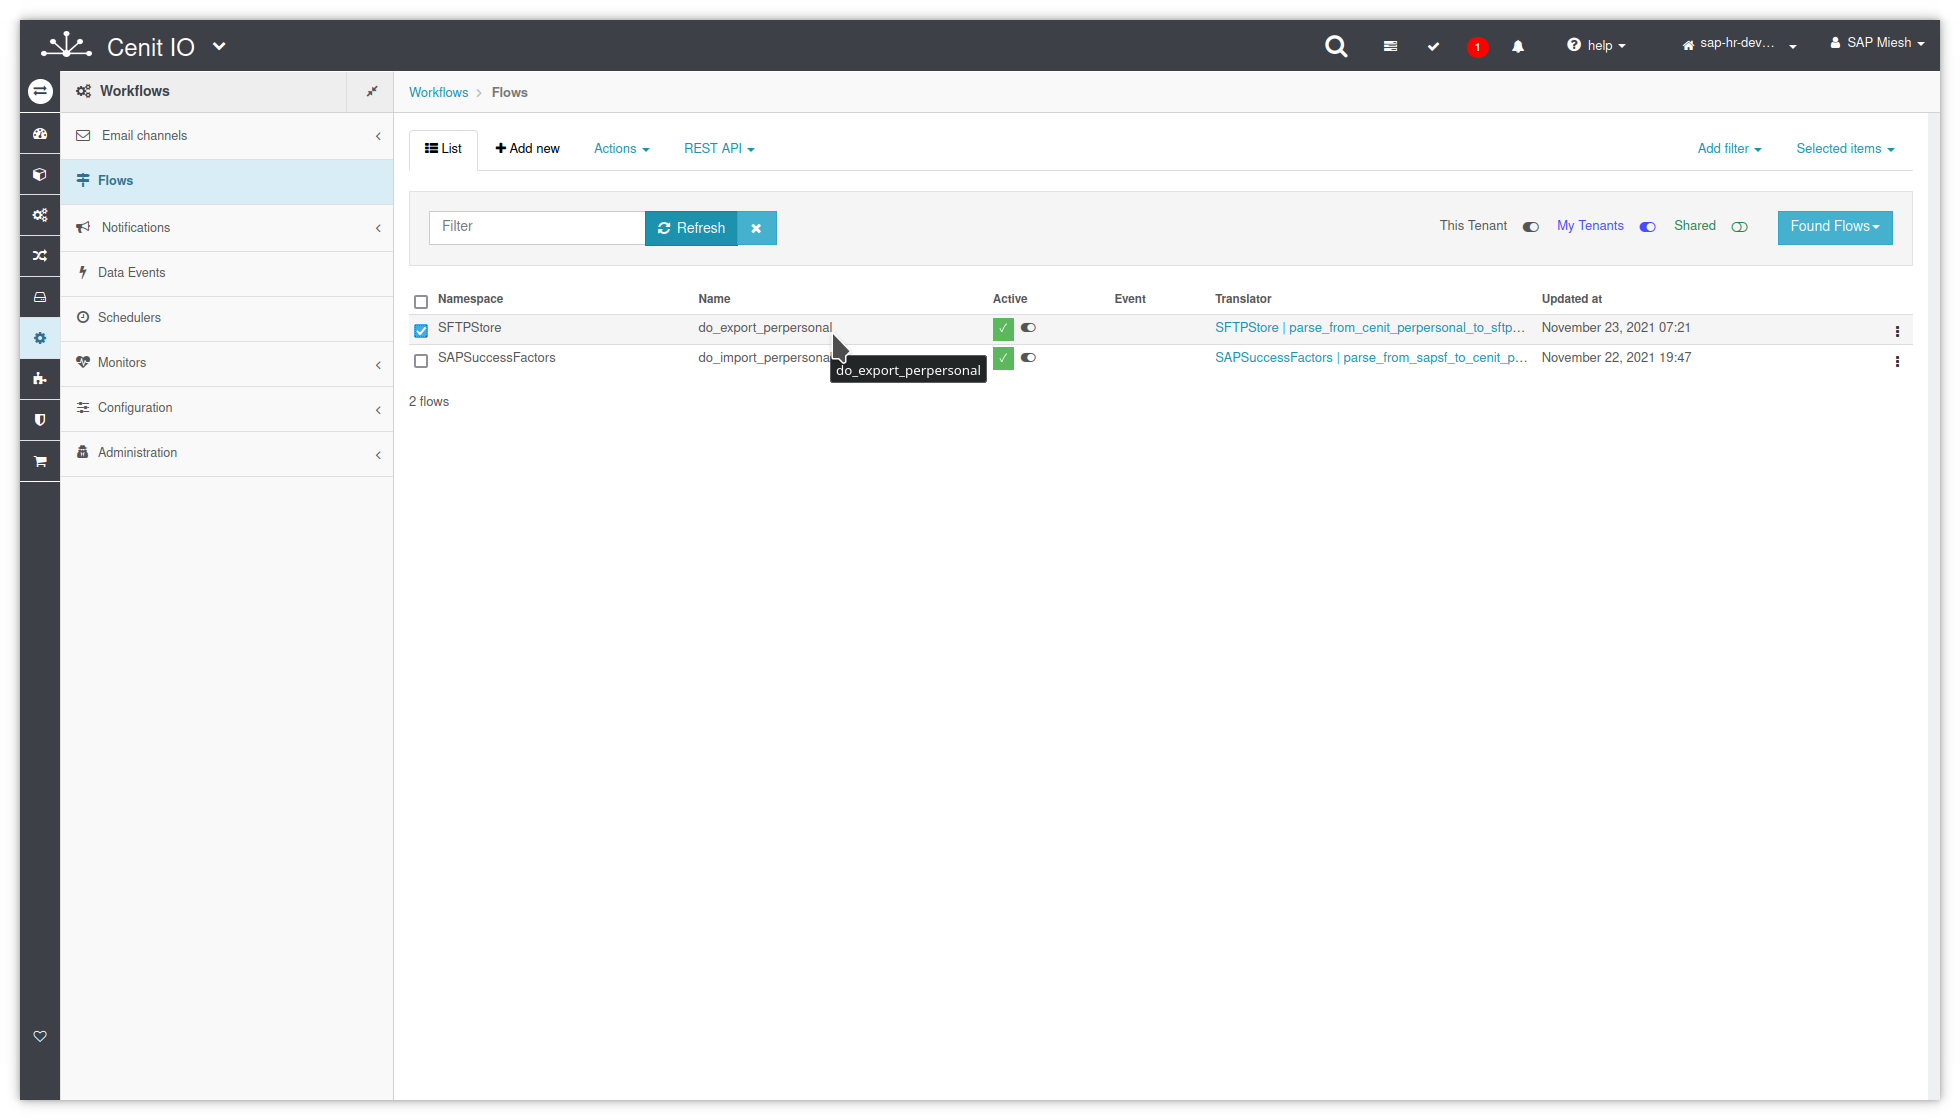 Cenit IO
1
help
sap-hr-dev...
SAP Miesh
Workflows
Workflows > Flows
Email channels
Flows
Notifications
Data Events
Schedulers
Monitors
Configuration
Administration
List
Add new
Actions
REST API
Add filter
Selected items
Filter
Refresh
This Tenant
My Tenants
Shared
Found Flows
Namespace Name Active Event Translator Updated at
SFTPStore do_export_perpersonal SFTPStore | parse_from_cenit_perpersonal_to_sftp... November 23, 2021 07:21
SAPSuccessFactors do_import_perpersonal SAPSuccessFactors | parse_from_sapsf_to_cenit_p... November 22, 2021 19:47
do_export_perpersonal
2 flows